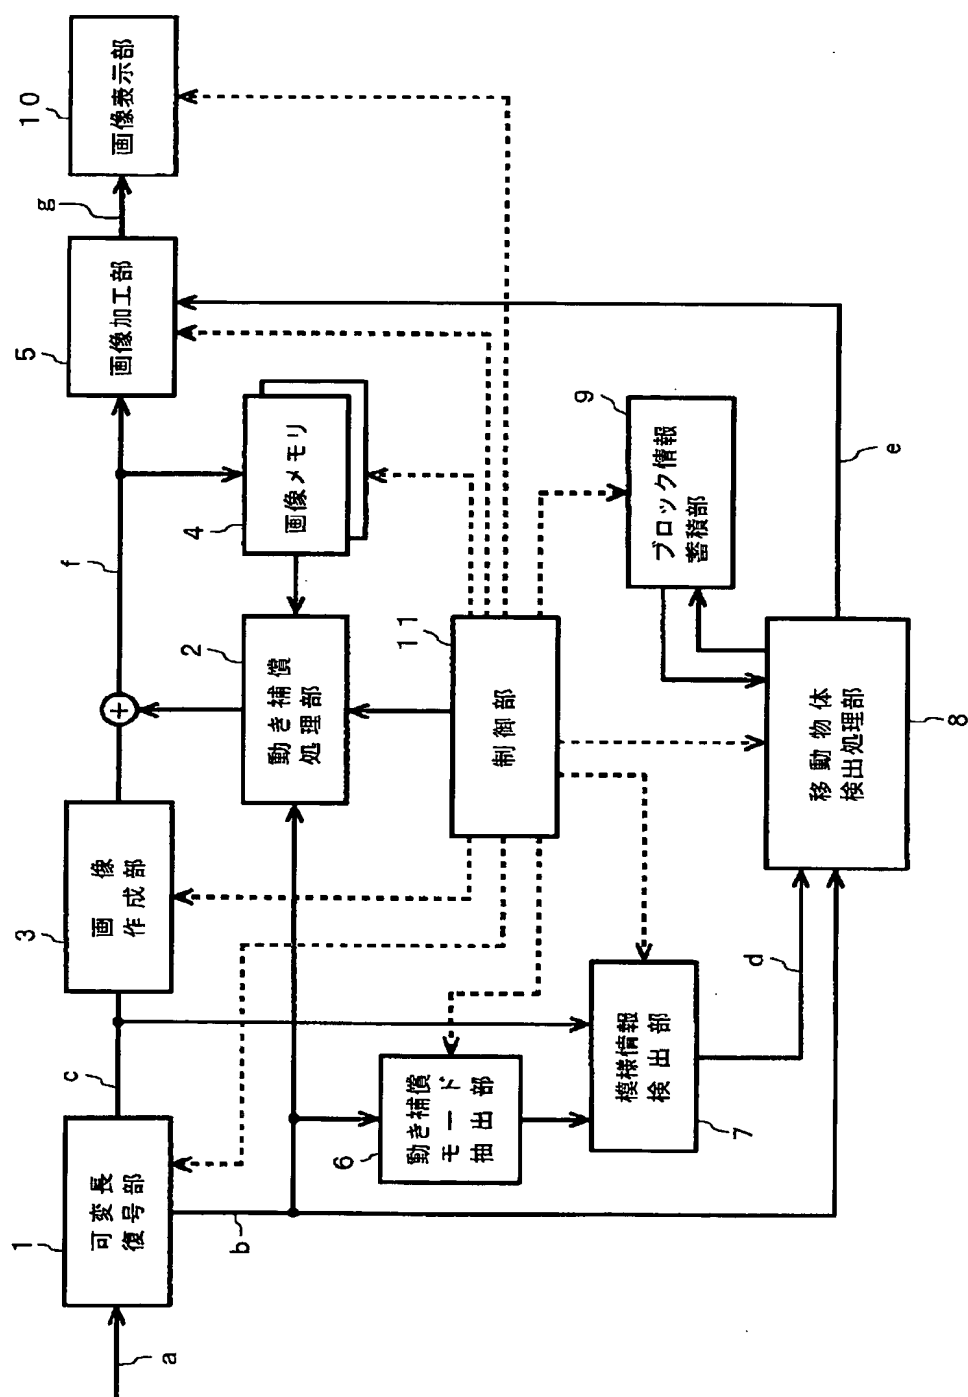 a
1
可変長
復号部
b
c
3
画像
作成部
f
5
画像加工部
g
10
画像表示部
4
画像メモリ
2
動き補償
処理部
11
制御部
6
動き補償
モード
抽出部
7
模様情報
検出部
d
9
ブロック情報
蓄積部
8
移動物体
検出処理部
e